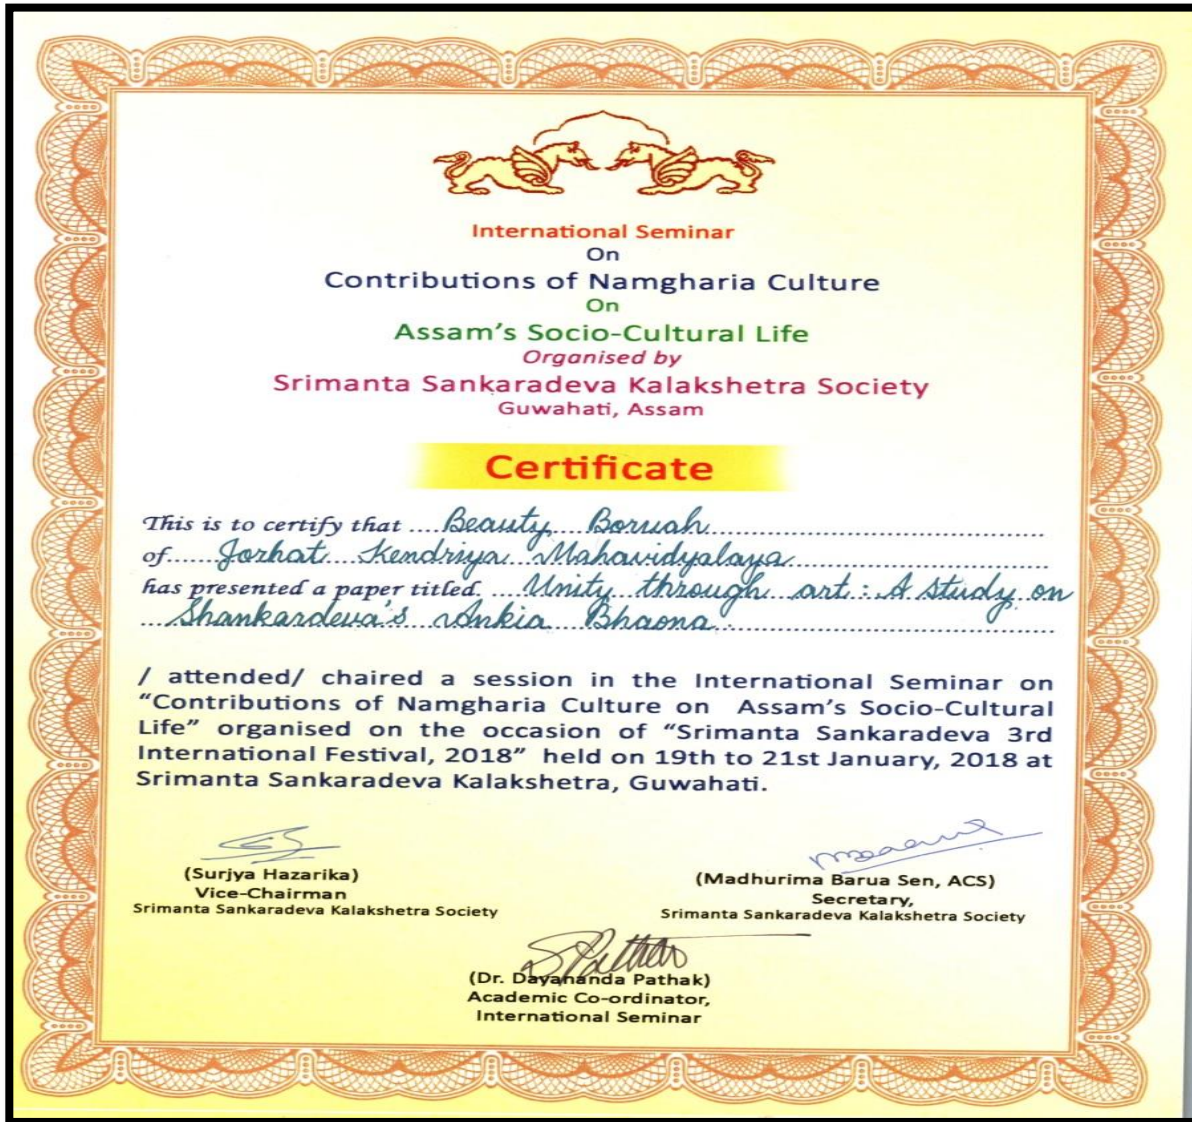 International Seminar
On
Contributions of Namgharia Culture
On
Assam's Socio-Cultural Life
Organised by
Srimanta Sankaradeva Kalakshetra Society
Guwahati, Assam
Certificate
This is to certify that ....Beauty Boruah
of......Jorhat Kendriya Mahavidyalaya
has presented a paper titled. ....Unity through art : A study on
...Shankardeva's Ankia Bhaona.
/ attended/ chaired a session in the International Seminar on
“Contributions of Namgharia Culture on Assam's Socio-Cultural
Life” organised on the occasion of “Srimanta Sankaradeva 3rd
International Festival, 2018” held on 19th to 21st January, 2018 at
Srimanta Sankaradeva Kalakshetra, Guwahati.
(Surjya Hazarika)
Vice-Chairman
Srimanta Sankaradeva Kalakshetra Society
(Madhurima Barua Sen, ACS)
Secretary,
Srimanta Sankaradeva Kalakshetra Society
SPathak
(Dr. Dayananda Pathak)
Academic Co-ordinator,
International Seminar